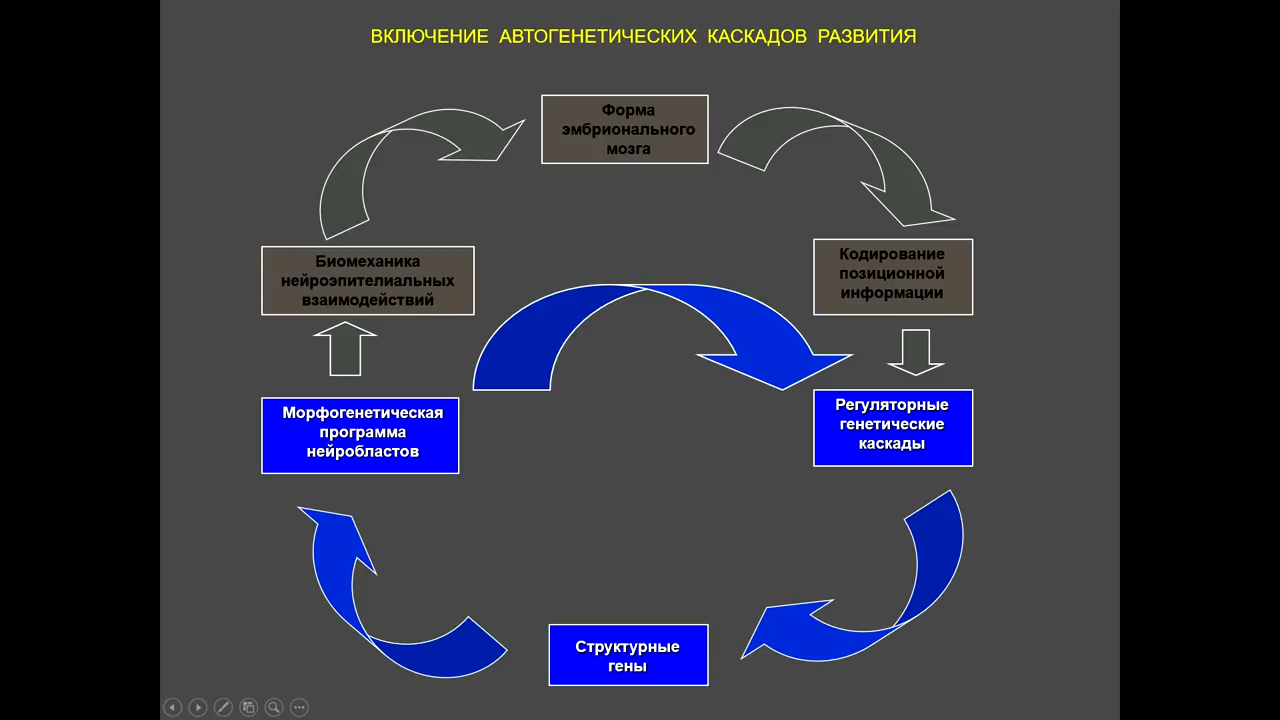 ВКЛЮЧЕНИЕ АВТОГЕНЕТИЧЕСКИХ КАСКАДОВ РАЗВИТИЯ
Форма
эмбрионального
мозга
Биомеханика
нейроэпителиальных
взаимодействий
Кодирование
позиционной
информации
Морфогенетическая
программа
нейробластов
Регуляторные
генетические
каскады
Структурные
гены